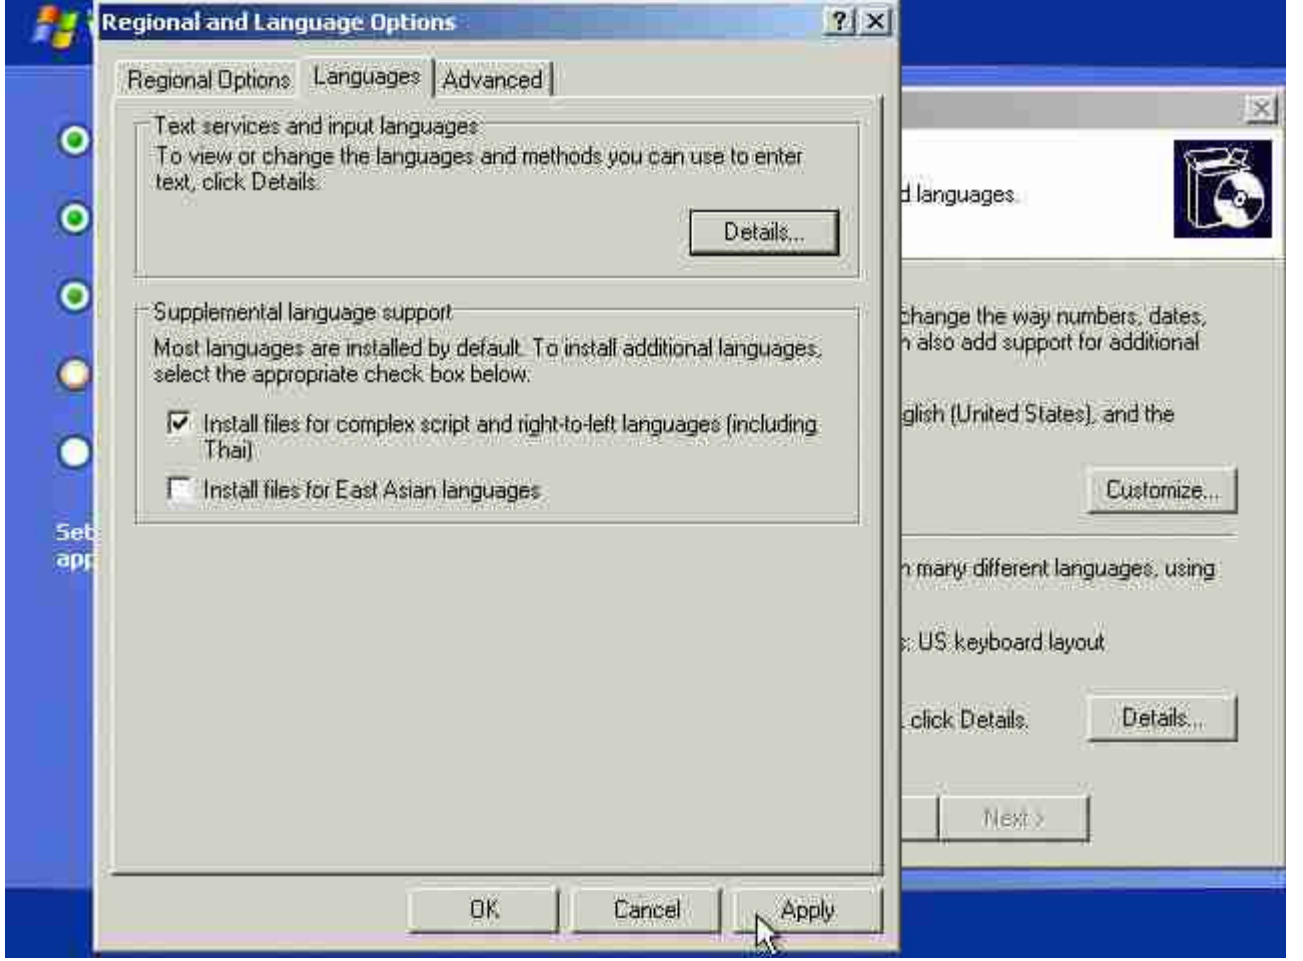 Regional and Language Options
Regional Options
Languages
Advanced
Text services and input languages
To view or change the languages and methods you can use to enter
text, click Details.
Details...
Supplemental language support
Most languages are installed by default. To install additional languages,
select the appropriate check box below.
Install files for complex script and right-to-left languages (including
Thai)
Install files for East Asian languages
OK
Cancel
Apply
Set
app
d languages.
change the way numbers, dates,
n also add support for additional
glish (United States), and the
Customize...
n many different languages, using
s: US keyboard layout
click Details.
Details...
Next >